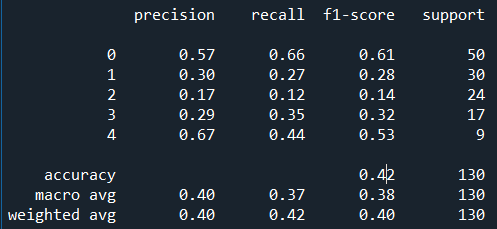 precision recall f1-score support
0 0.57 0.66 0.61 50
1 0.30 0.27 0.28 30
2 0.17 0.12 0.14 24
3 0.29 0.35 0.32 17
4 0.67 0.44 0.53 9
accuracy 0.42 130
macro avg 0.40 0.37 0.38 130
weighted avg 0.40 0.42 0.40 130